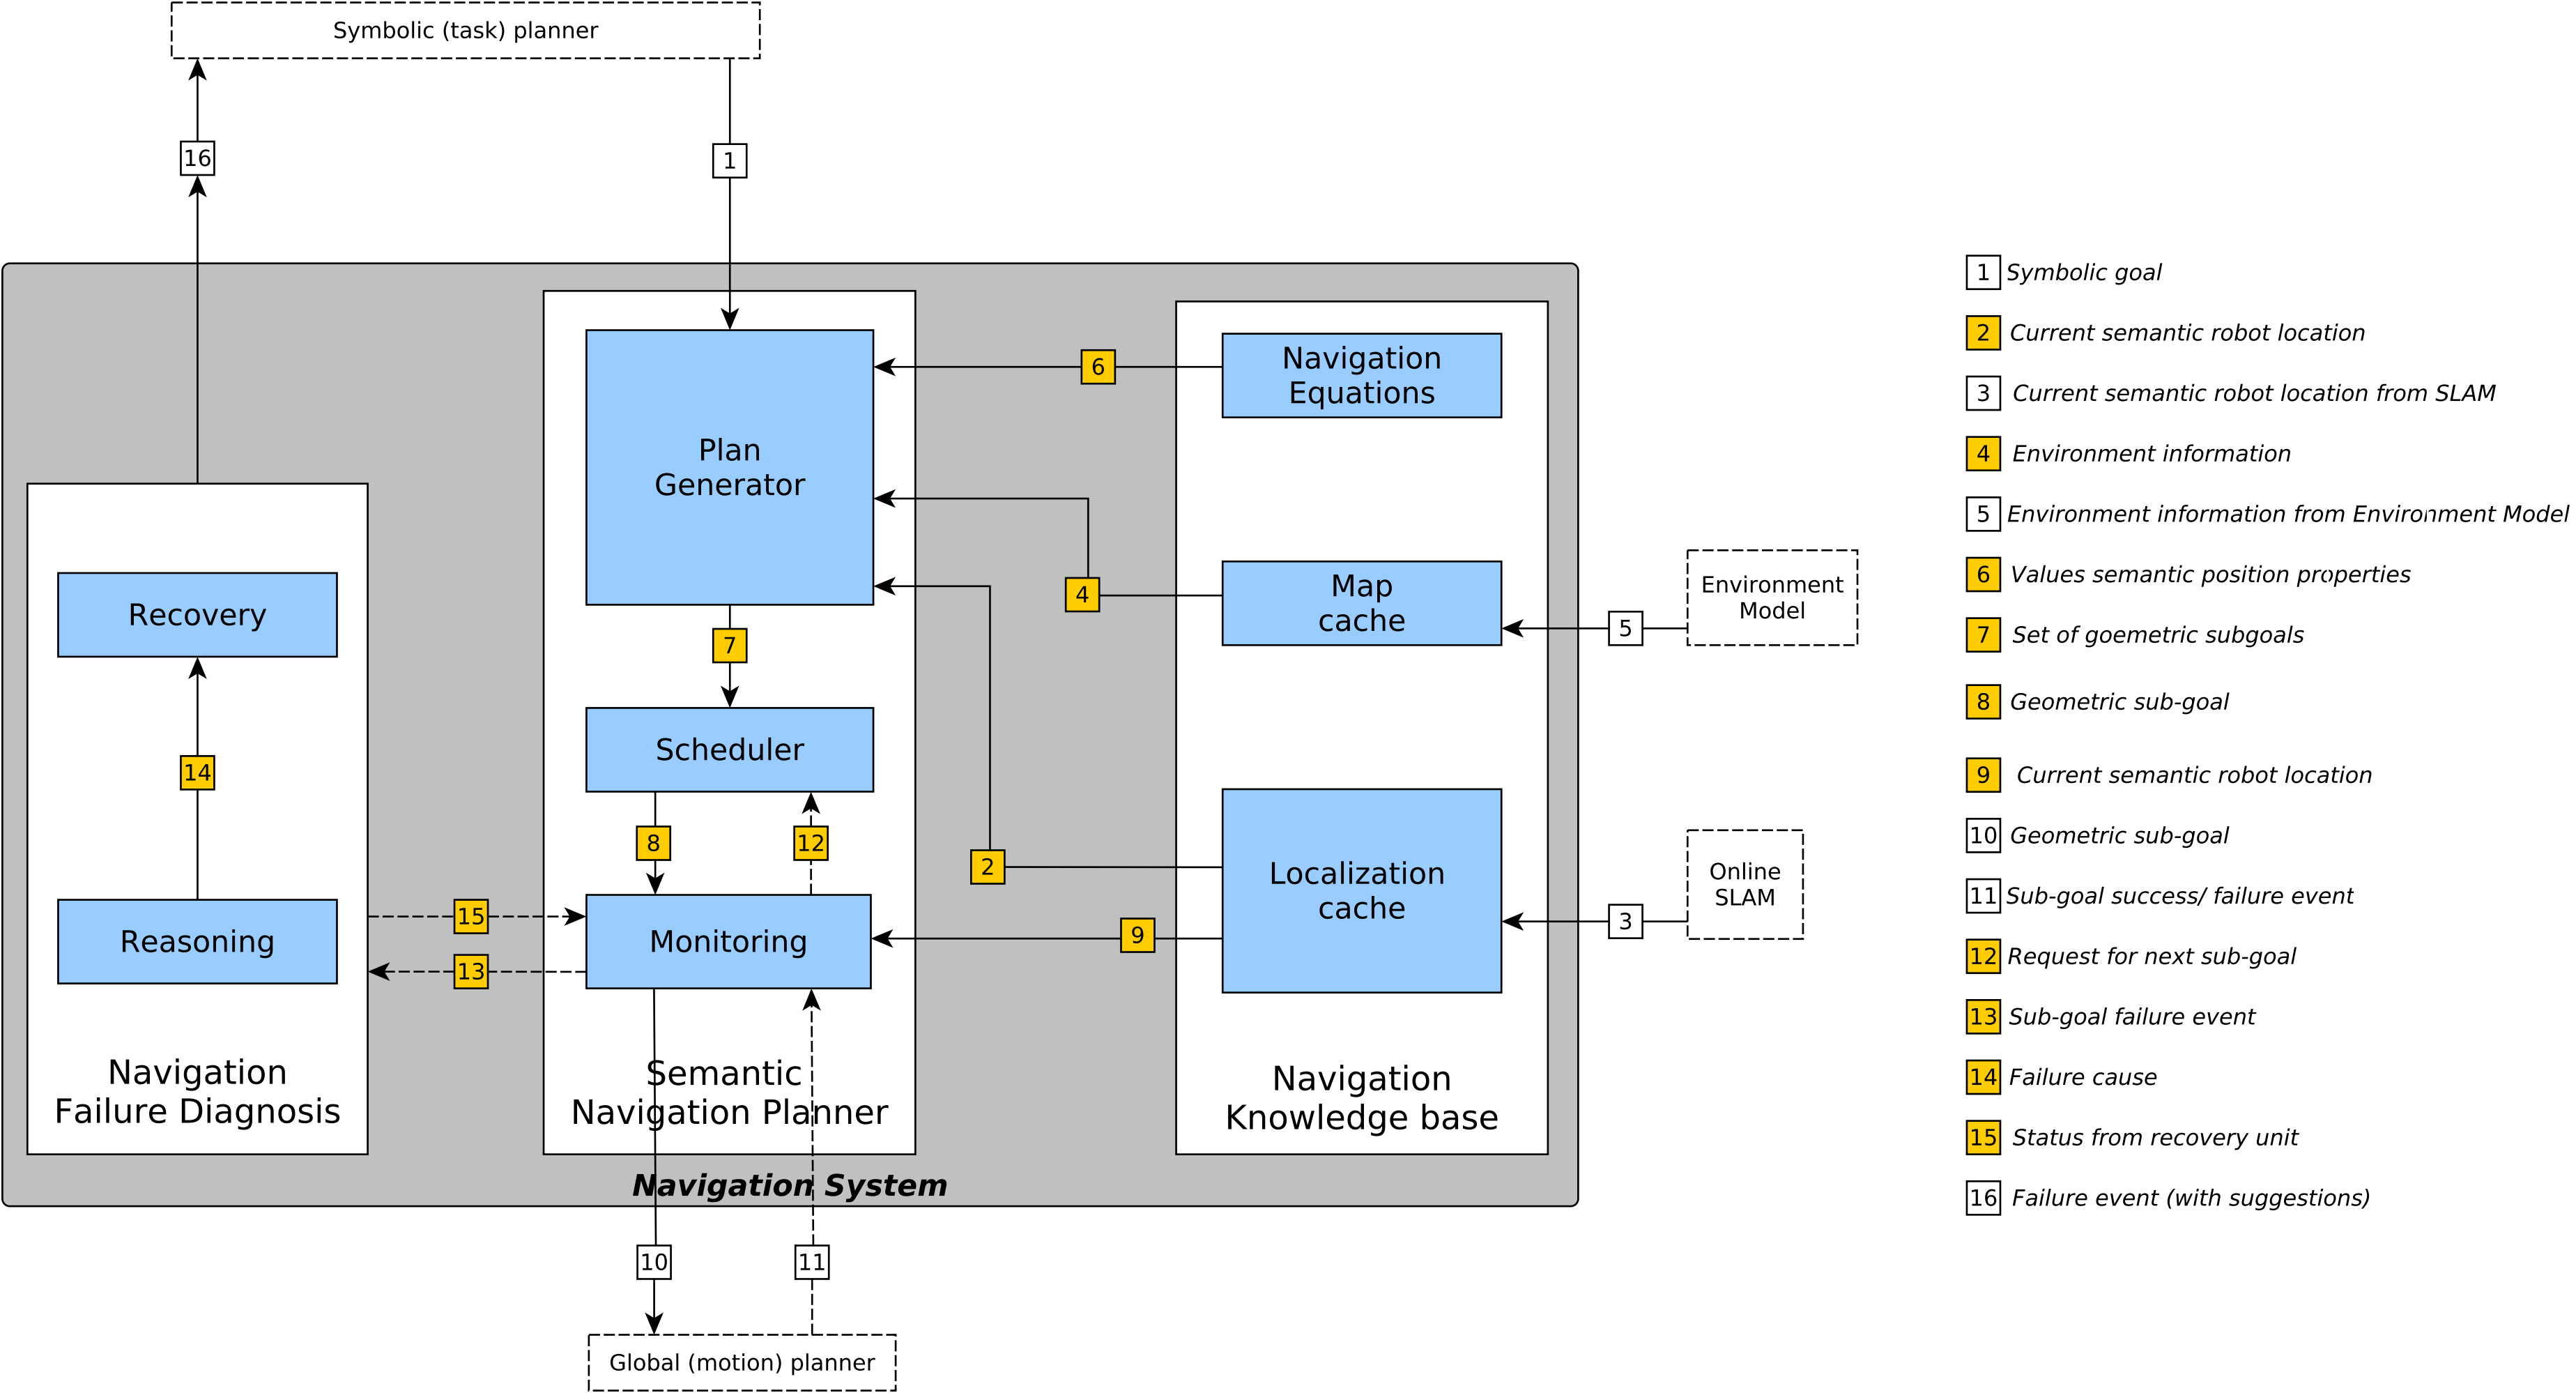 Symbolic (task) planner
16
1
Plan
Generator
6
Navigation
Equations
4
Map
cache
5
Environment
Model
Recovery
7
14
Scheduler
8
12
2
Localization
cache
3
Online
SLAM
Reasoning
15
13
Monitoring
9
Navigation
Failure Diagnosis
Semantic
Navigation Planner
Navigation
Knowledge base
Navigation System
10
11
Global (motion) planner
1 Symbolic goal
2 Current semantic robot location
3 Current semantic robot location from SLAM
4 Environment information
5 Environment information from Environment Model
6 Values semantic position properties
7 Set of goemetric subgoals
8 Geometric sub-goal
9 Current semantic robot location
10 Geometric sub-goal
11 Sub-goal success/ failure event
12 Request for next sub-goal
13 Sub-goal failure event
14 Failure cause
15 Status from recovery unit
16 Failure event (with suggestions)